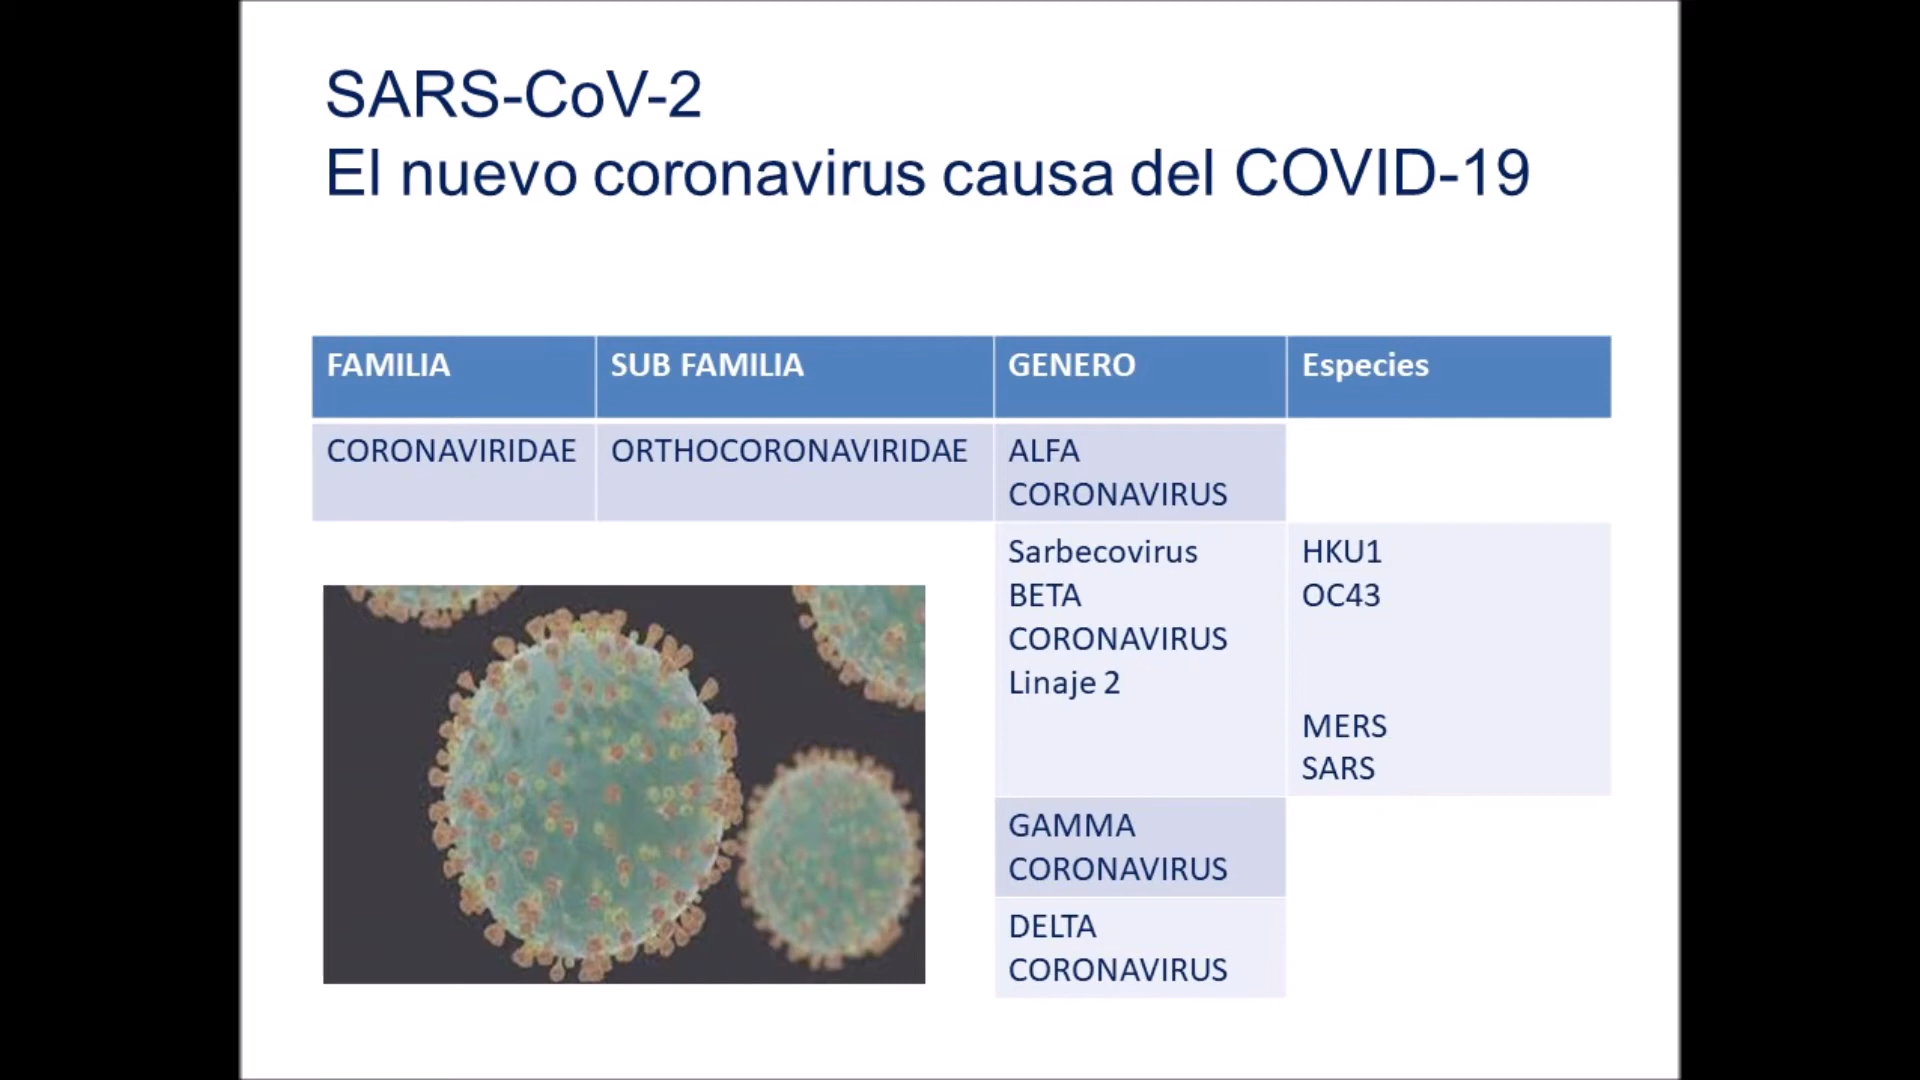 SARS-CoV-2
El nuevo coronavirus causa del COVID-19
FAMILIA
SUB FAMILIA
GENERO
Especies
CORONAVIRIDAE
ORTHOCORONAVIRIDAE
ALFA
CORONAVIRUS
Sarbecovirus
BETA
CORONAVIRUS
Linaje 2
HKU1
OC43
MERS
SARS
GAMMA
CORONAVIRUS
DELTA
CORONAVIRUS